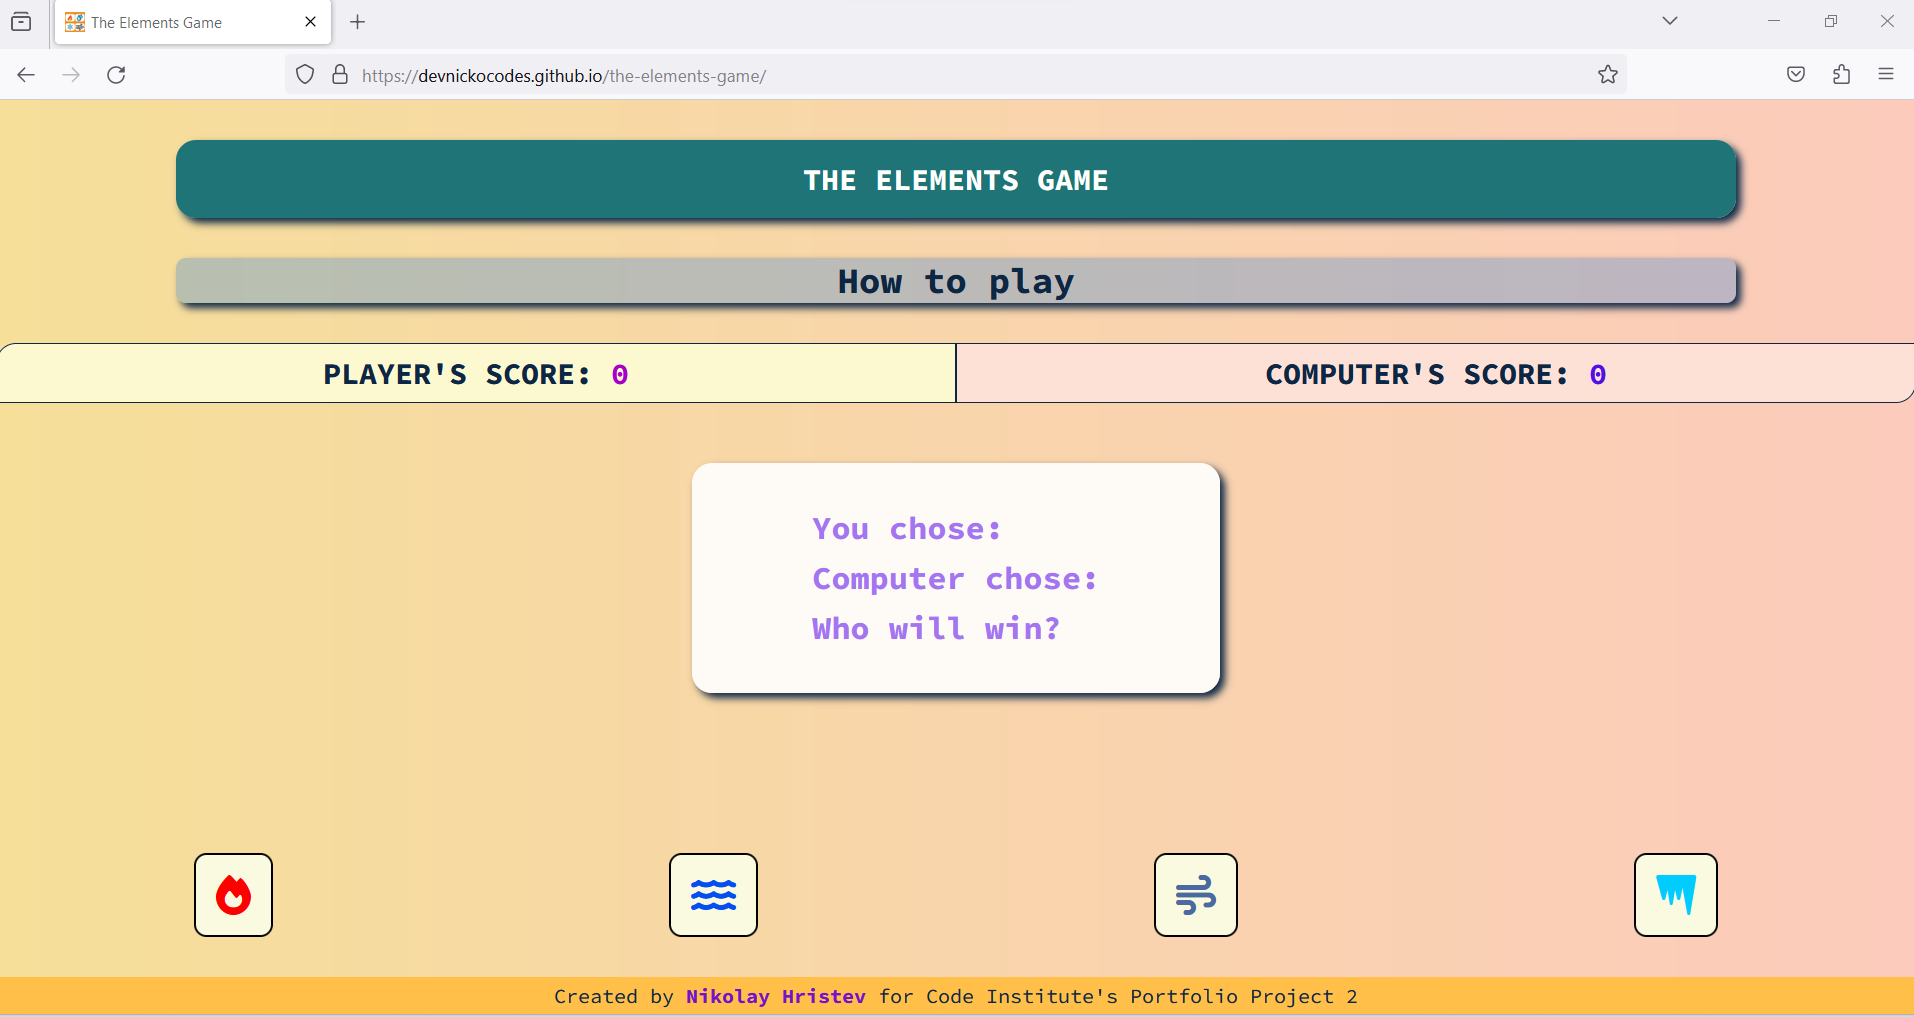 The Elements Game
https://devnickocodes.github.io/the-elements-game/
THE ELEMENTS GAME
How to play
PLAYER'S SCORE: 0
COMPUTER'S SCORE: 0
You chose:
Computer chose:
Who will win?
Created by Nikolay Hristev for Code Institute's Portfolio Project 2